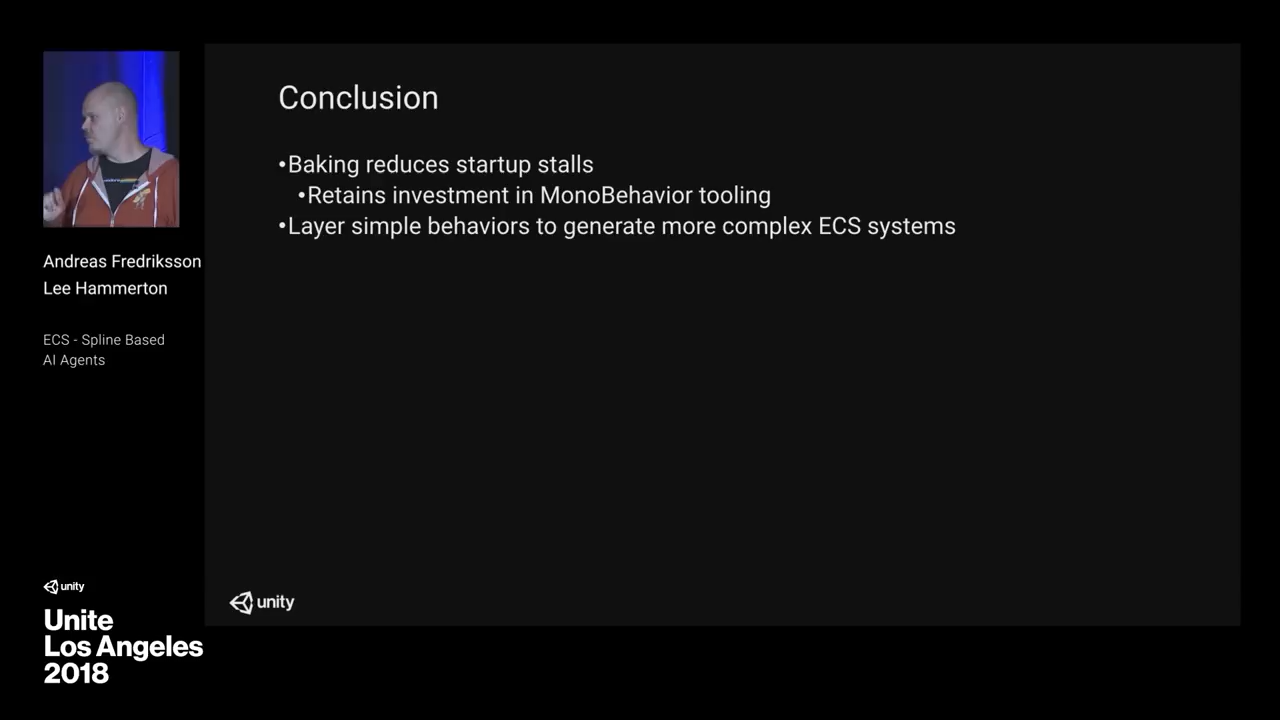 Conclusion
•Baking reduces startup stalls
•Retains investment in MonoBehavior tooling
•Layer simple behaviors to generate more complex ECS systems
Andreas Fredriksson
Lee Hammerton
ECS - Spline Based
AI Agents
unity
Unite
Los Angeles
2018
unity